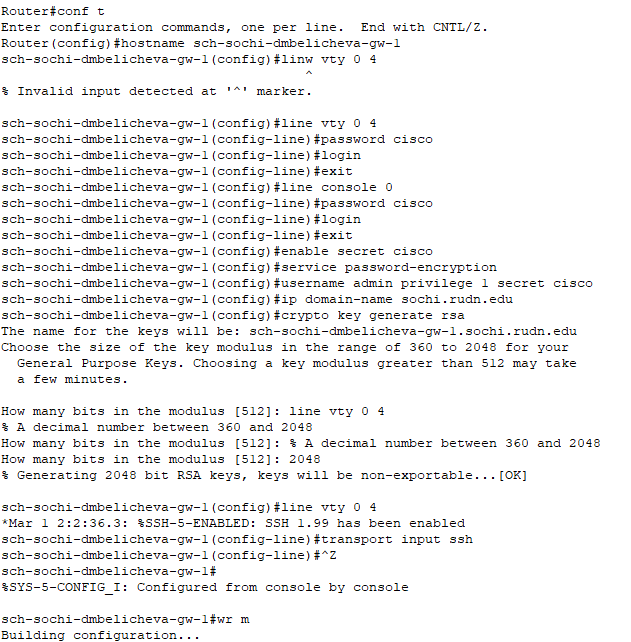 Router#conf t
Enter configuration commands, one per line.  End with CNTL/Z.
Router(config)#hostname sch-sochi-dmbelicheva-gw-1
sch-sochi-dmbelicheva-gw-1(config)#linw vty 0 4
^
% Invalid input detected at '^' marker.
sch-sochi-dmbelicheva-gw-1(config)#line vty 0 4
sch-sochi-dmbelicheva-gw-1(config-line)#password cisco
sch-sochi-dmbelicheva-gw-1(config-line)#login
sch-sochi-dmbelicheva-gw-1(config-line)#exit
sch-sochi-dmbelicheva-gw-1(config)#line console 0
sch-sochi-dmbelicheva-gw-1(config-line)#password cisco
sch-sochi-dmbelicheva-gw-1(config-line)#login
sch-sochi-dmbelicheva-gw-1(config-line)#exit
sch-sochi-dmbelicheva-gw-1(config)#enable secret cisco
sch-sochi-dmbelicheva-gw-1(config)#service password-encryption
sch-sochi-dmbelicheva-gw-1(config)#username admin privilege 1 secret cisco
sch-sochi-dmbelicheva-gw-1(config)#ip domain-name sochi.rudn.edu
sch-sochi-dmbelicheva-gw-1(config)#crypto key generate rsa
The name for the keys will be: sch-sochi-dmbelicheva-gw-1.sochi.rudn.edu
Choose the size of the key modulus in the range of 360 to 2048 for your
General Purpose Keys. Choosing a key modulus greater than 512 may take
a few minutes.
How many bits in the modulus [512]: line vty 0 4
% A decimal number between 360 and 2048
How many bits in the modulus [512]: % A decimal number between 360 and 2048
How many bits in the modulus [512]: 2048
% Generating 2048 bit RSA keys, keys will be non-exportable...[OK]
sch-sochi-dmbelicheva-gw-1(config)#line vty 0 4
*Mar 1 2:2:36.3: %SSH-5-ENABLED: SSH 1.99 has been enabled
sch-sochi-dmbelicheva-gw-1(config-line)#transport input ssh
sch-sochi-dmbelicheva-gw-1(config-line)#^Z
sch-sochi-dmbelicheva-gw-1#
%SYS-5-CONFIG_I: Configured from console by console
sch-sochi-dmbelicheva-gw-1#wr m
Building configuration...